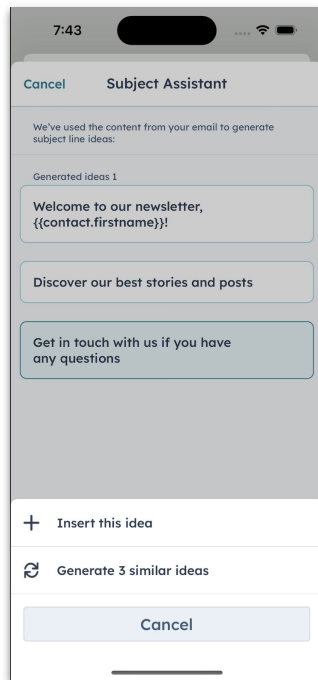 7:43
Cancel
Subject Assistant
We've used the content from your email to generate
subject line ideas:
Generated ideas 1
Welcome to our newsletter,
{{contact.firstname}}!
Discover our best stories and posts
Get in touch with us if you have
any questions
Insert this idea
Generate 3 similar ideas
Cancel